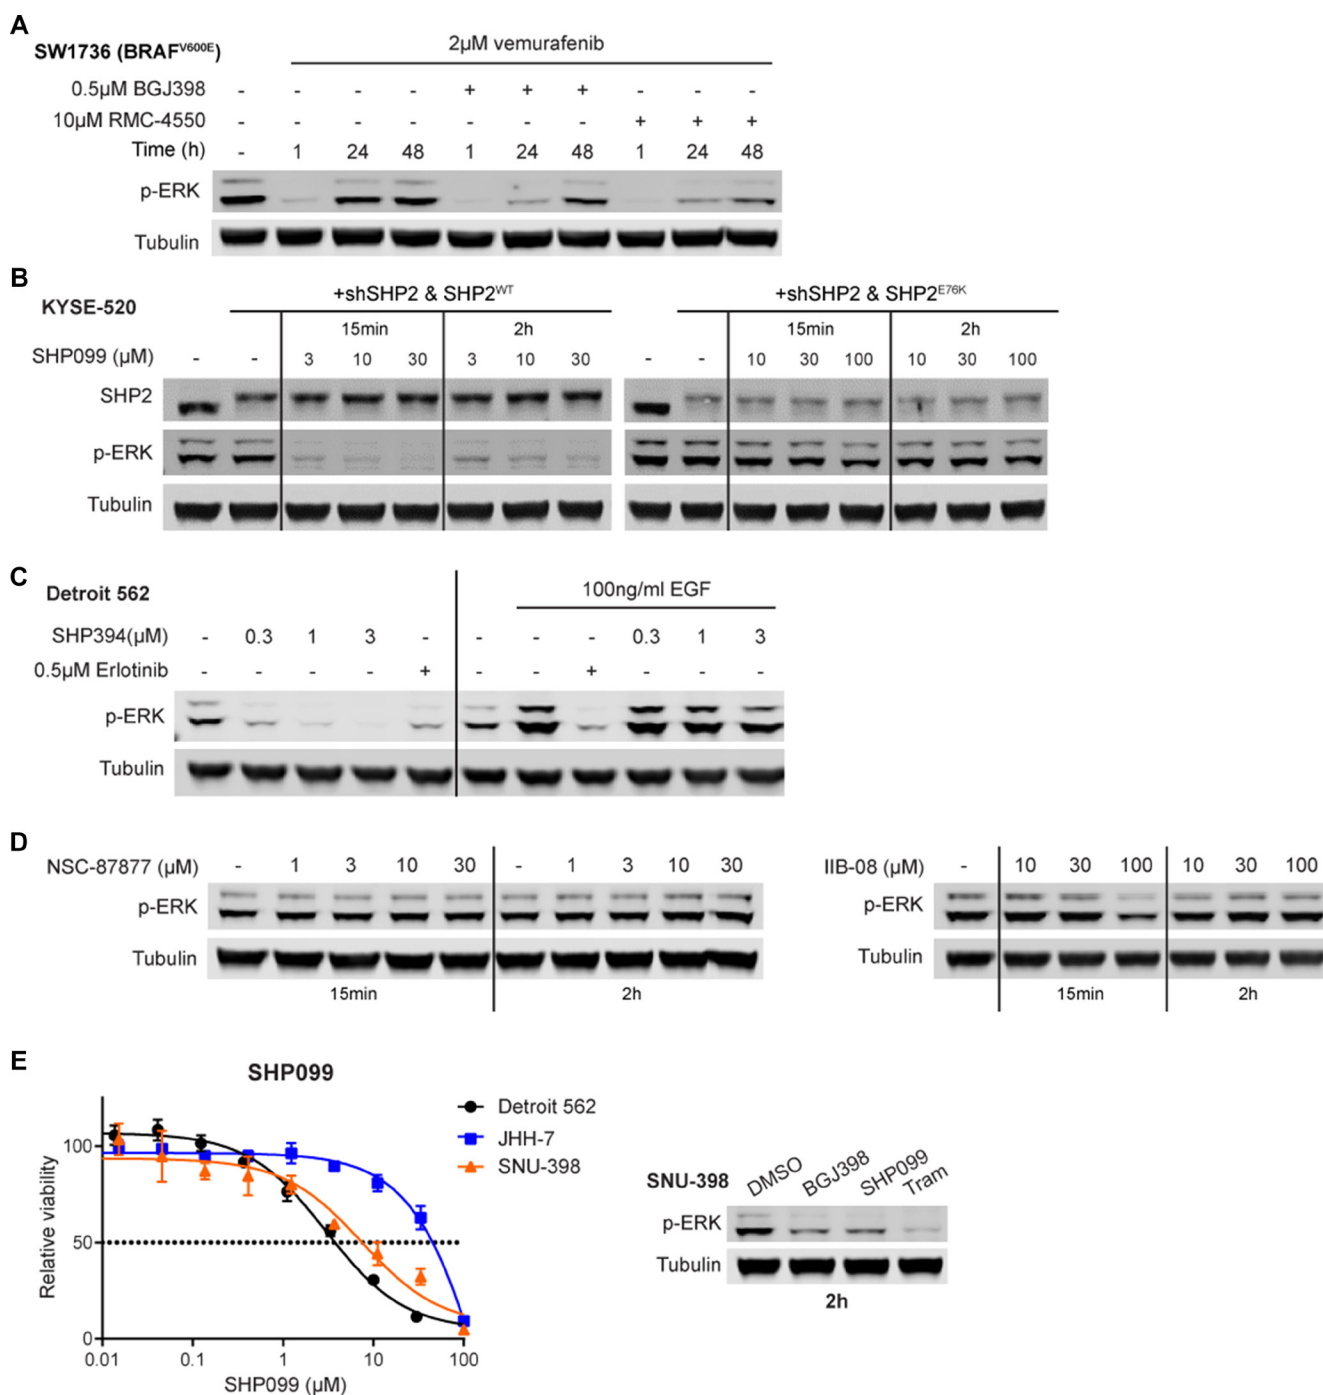 A
SW1736 (BRAFV600E)
2µM vemurafenib
0.5µM BGJ398 - - - - + + + - - -
10µM RMC-4550 - - - - - - - + + +
Time (h) - 1 24 48 1 24 48 1 24 48
p-ERK
Tubulin
B
KYSE-520
+shSHP2 & SHP2WT +shSHP2 & SHP2E76K
15min 2h 15min 2h
SHP099 (µM) - - 3 10 30 3 10 30 - - 10 30 100 10 30 100
SHP2
p-ERK
Tubulin
C
Detroit 562
100ng/ml EGF
SHP394(µM) - 0.3 1 3 - - - - 0.3 1 3
0.5µM Erlotinib - - - - + - - + - - -
p-ERK
Tubulin
D
NSC-87877 (µM) - 1 3 10 30 - 1 3 10 30
p-ERK
Tubulin
15min 2h
IIB-08 (µM) - 10 30 100 10 30 100
p-ERK
Tubulin
15min 2h
E
SHP099
Detroit 562
JHH-7
SNU-398
Relative viability
100
50
0
0.01 0.1 1 10 100
SHP099 (µM)
SNU-398 DMSO BGJ398 SHP099 Tram
p-ERK
Tubulin
2h